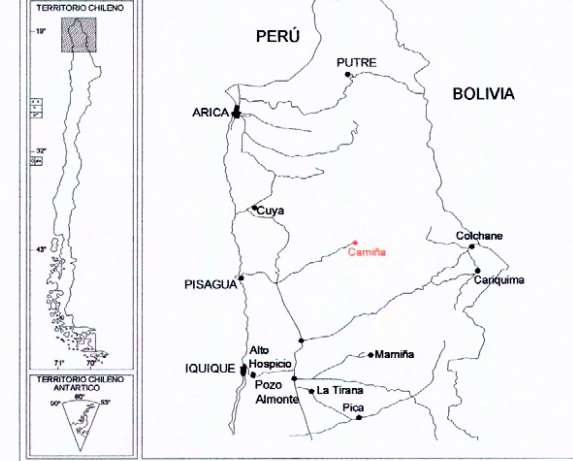 TERRITORIO CHILENO
19°
32°
43°
71°
70°
TERRITORIO CHILENO
ANTARTICO
90°
60°
53°
PERÚ
PUTRE
BOLIVIA
ARICA
Cuya
Camiña
Colchane
Cariquima
PISAGUA
Alto
Hospicio
IQUIQUE
Pozo
Almonte
Mamiña
La Tirana
Pica